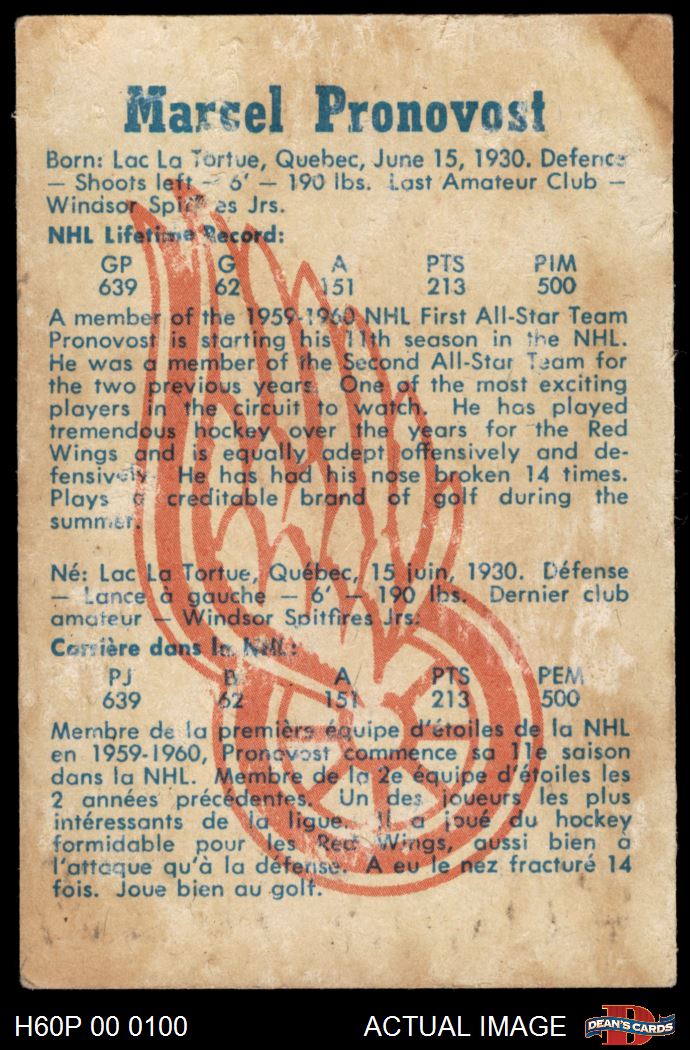 Marcel Pronovost
Born: Lac La Tortue, Quebec, June 15, 1930. Defence
— Shoots left — 6' — 190 lbs. Last Amateur Club —
Windsor Spitfires Jrs.
NHL Lifetime Record:
GP G A PTS PIM
639 62 151 213 500
A member of the 1959-1960 NHL First All-Star Team
Pronovost is starting his 11th season in the NHL.
He was a member of the Second All-Star Team for
the two previous years. One of the most exciting
players in the circuit to watch. He has played
tremendous hockey over the years for the Red
Wings and is equally adept offensively and de-
fensively. He has had his nose broken 14 times.
Plays a creditable brand of golf during the
summer.
Né: Lac La Tortue, Québec, 15 juin, 1930. Défense
— Lance à gauche — 6' — 190 lbs. Dernier club
amateur — Windsor Spitfires Jrs:
Carrière dans la NHL:
PJ B A PTS PEM
639 62 151 213 500
Membre de la première équipe d'étoiles de la NHL
en 1959-1960, Pronovost commence sa 11e saison
dans la NHL. Membre de la 2e équipe d'étoiles les
2 années précédentes. Un des joueurs les plus
intéressants de la ligue. Il a joué du hockey
formidable pour les Red Wings, aussi bien à
l'attaque qu'à la défense. A eu le nez fracturé 14
fois. Joue bien au golf.
H60P 00 0100 ACTUAL IMAGE DEAN'S CARDS